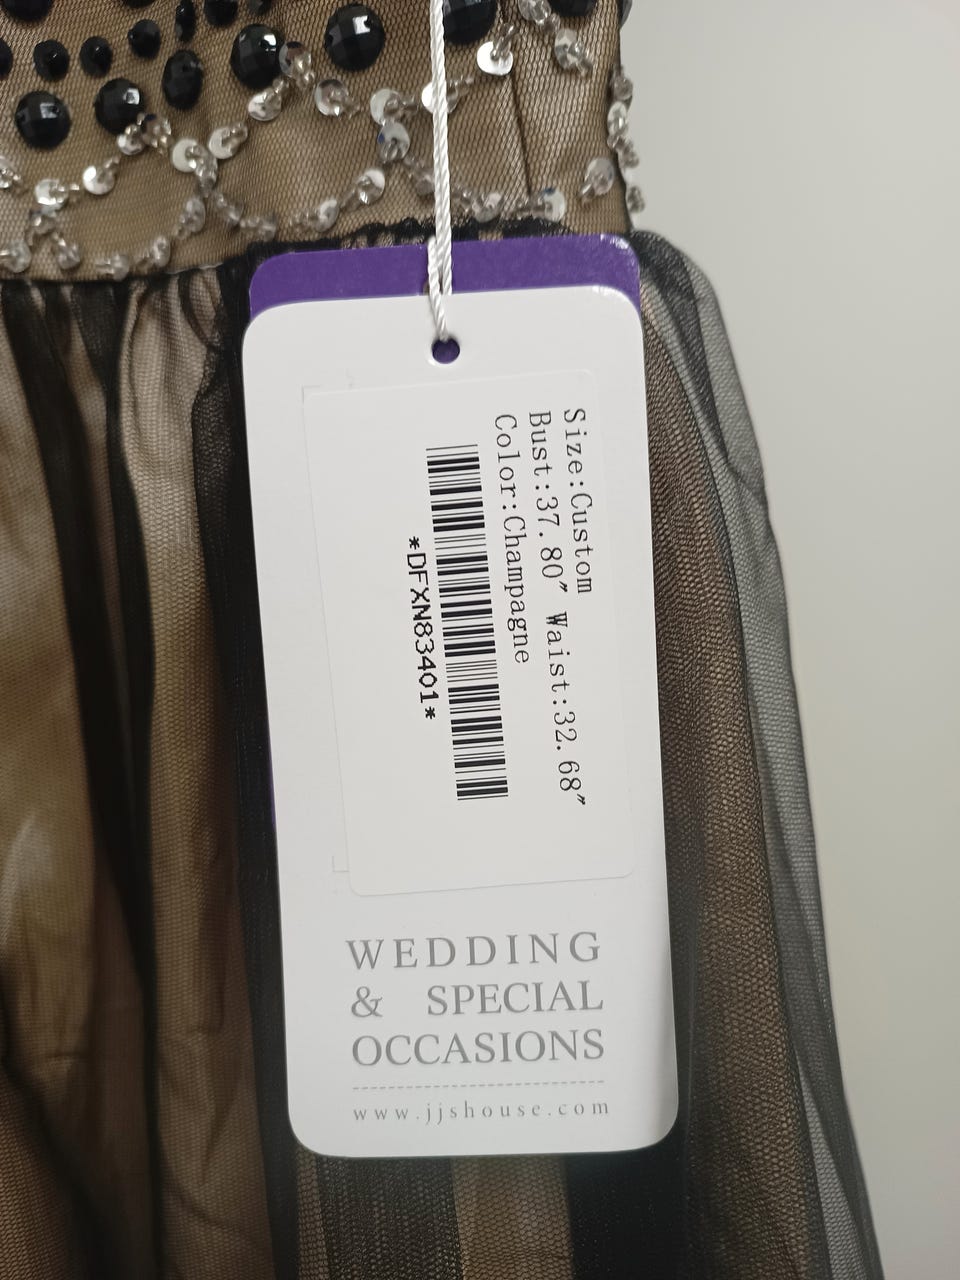 Size:Custom
Bust:37.80″ Waist:32.68″
Color:Champagne
*DFXN83401*
WEDDING
& SPECIAL
OCCASIONS
www.jjshouse.com